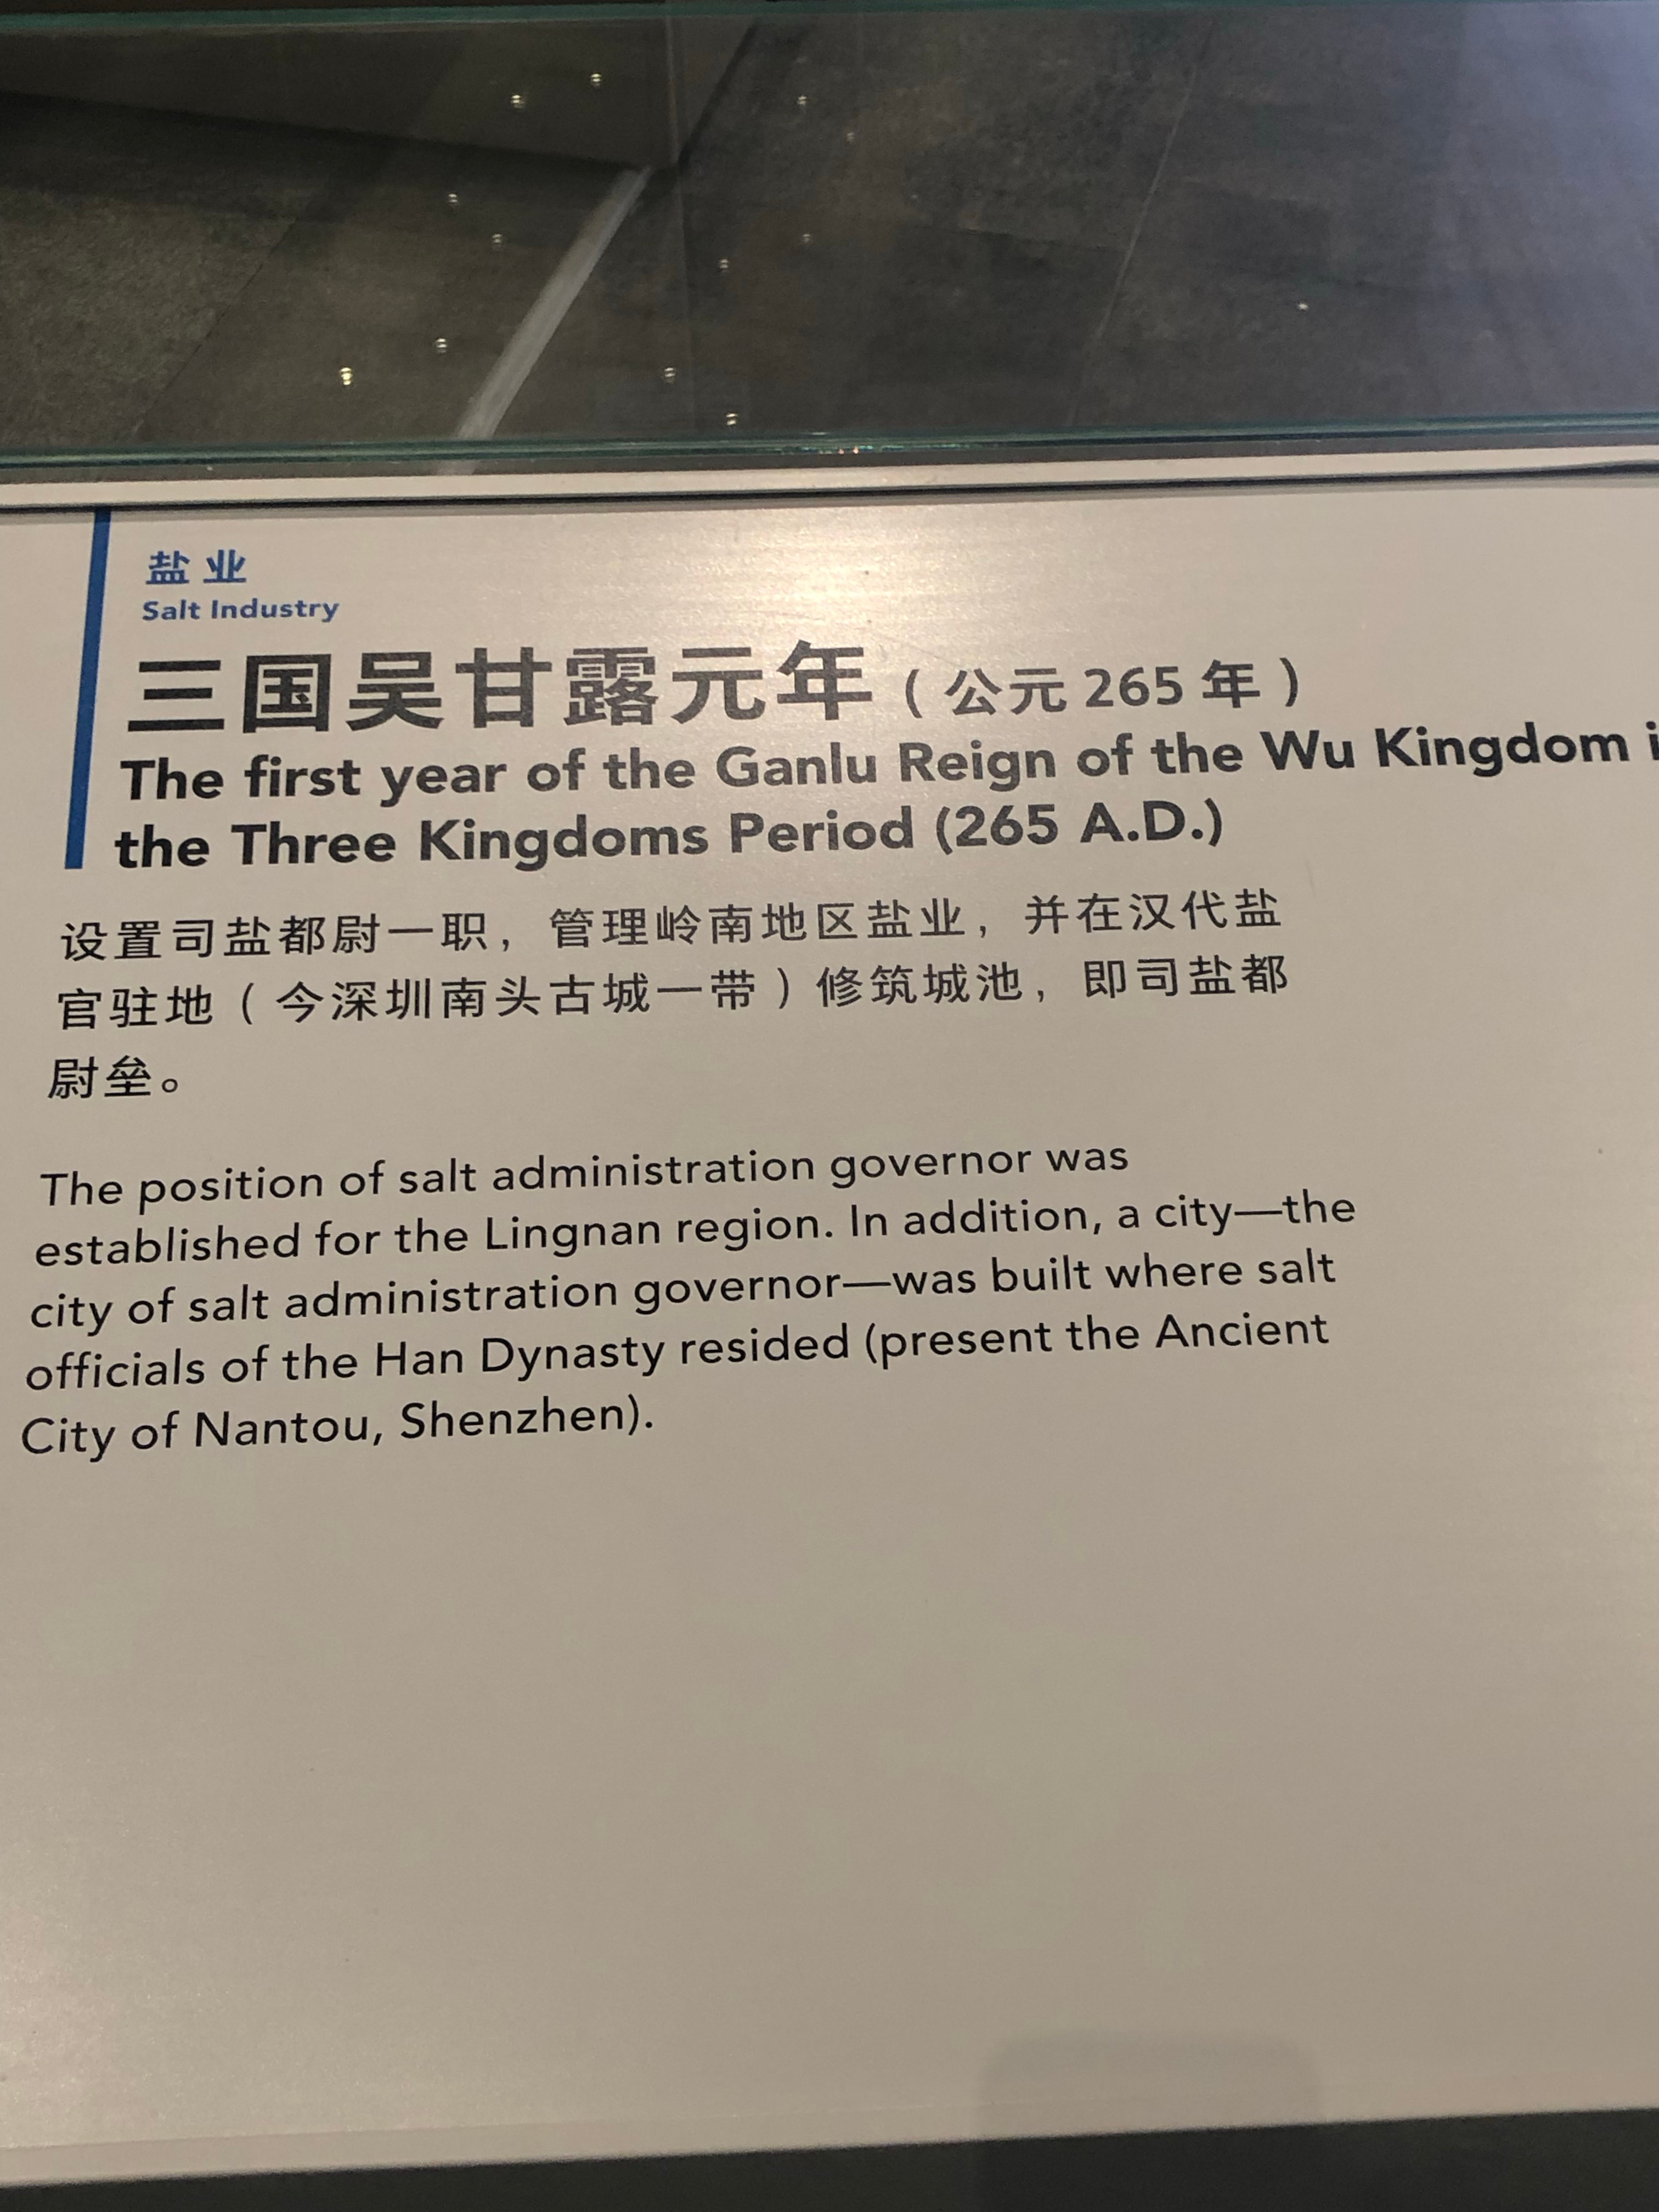 盐业
Salt Industry
三国吴甘露元年（公元 265 年）
The first year of the Ganlu Reign of the Wu Kingdom i
the Three Kingdoms Period (265 A.D.)
设置司盐都尉一职，管理岭南地区盐业，并在汉代盐
官驻地（今深圳南头古城一带）修筑城池，即司盐都
尉垒。
The position of salt administration governor was
established for the Lingnan region. In addition, a city—the
city of salt administration governor—was built where salt
officials of the Han Dynasty resided (present the Ancient
City of Nantou, Shenzhen).